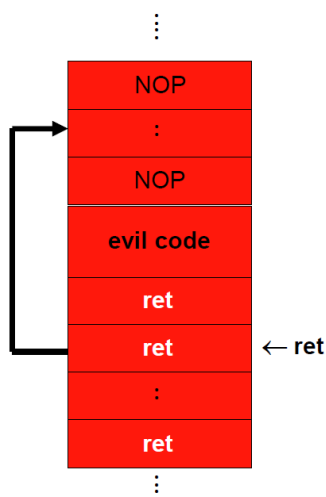 ⋮
NOP
:
NOP
evil code
ret
ret ← ret
:
ret
⋮